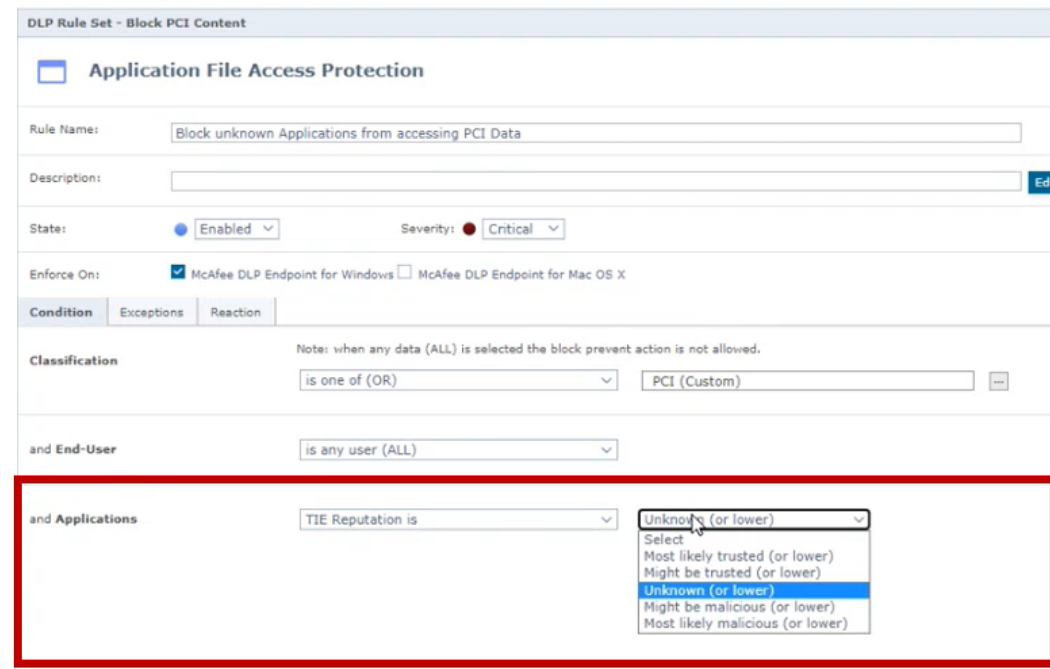 DLP Rule Set - Block PCI Content
Application File Access Protection
Rule Name: Block unknown Applications from accessing PCI Data
Description: Ed
State: Enabled Severity: Critical
Enforce On: McAfee DLP Endpoint for Windows McAfee DLP Endpoint for Mac OS X
Condition Exceptions Reaction
Note: when any data (ALL) is selected the block prevent action is not allowed.
Classification
is one of (OR) PCI (Custom) ...
and End-User is any user (ALL)
and Applications TIE Reputation is Unknown (or lower)
Select
Most likely trusted (or lower)
Might be trusted (or lower)
Unknown (or lower)
Might be malicious (or lower)
Most likely malicious (or lower)